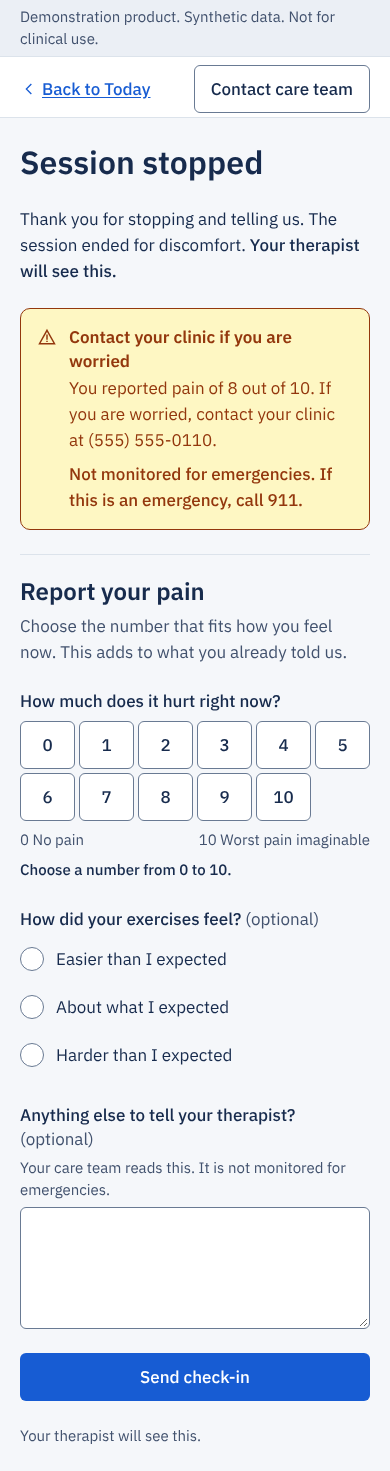 Demonstration product. Synthetic data. Not for
clinical use.
Back to Today
Contact care team
Session stopped
Thank you for stopping and telling us. The
session ended for discomfort. Your therapist
will see this.
Contact your clinic if you are
worried
You reported pain of 8 out of 10. If
you are worried, contact your clinic
at (555) 555-0110.
Not monitored for emergencies. If
this is an emergency, call 911.
Report your pain
Choose the number that fits how you feel
now. This adds to what you already told us.
How much does it hurt right now?
0 1 2 3 4 5
6 7 8 9 10
0 No pain 10 Worst pain imaginable
Choose a number from 0 to 10.
How did your exercises feel? (optional)
Easier than I expected
About what I expected
Harder than I expected
Anything else to tell your therapist?
(optional)
Your care team reads this. It is not monitored for
emergencies.
Send check-in
Your therapist will see this.